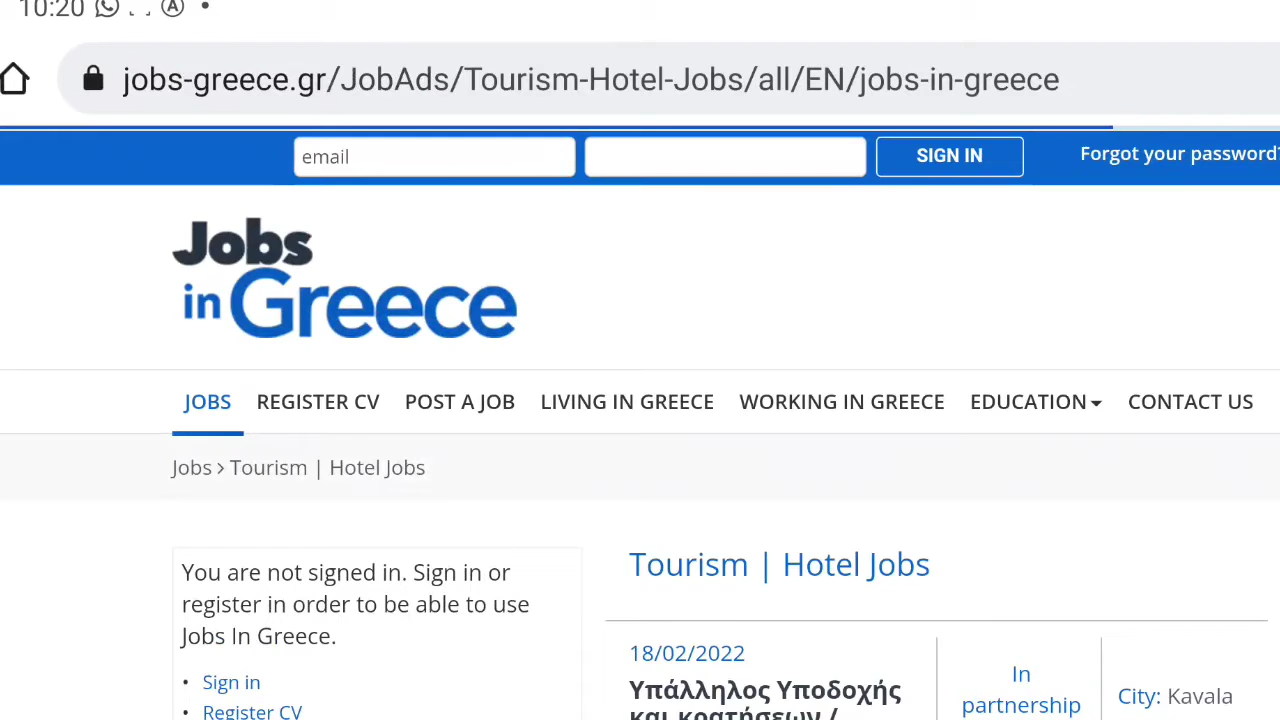 10:20
jobs-greece.gr/JobAds/Tourism-Hotel-Jobs/all/EN/jobs-in-greece
email
SIGN IN
Forgot your password?
Jobs
in Greece
JOBS REGISTER CV POST A JOB LIVING IN GREECE WORKING IN GREECE EDUCATION CONTACT US
Jobs > Tourism | Hotel Jobs
You are not signed in. Sign in or
register in order to be able to use
Jobs In Greece.
• Sign in
• Register CV
Tourism | Hotel Jobs
18/02/2022
Υπάλληλος Υποδοχής
και κρατήσεων /
In
partnership
City: Kavala